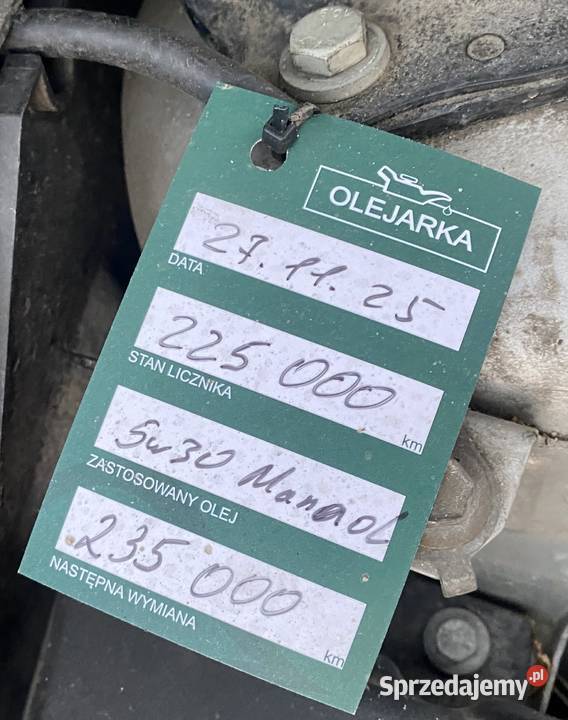 OLEJARKA
27.11.25
DATA
225 000
STAN LICZNIKA km
5w30 Mannol
ZASTOSOWANY OLEJ
235 000
NASTĘPNA WYMIANA km
Sprzedajemy.pl